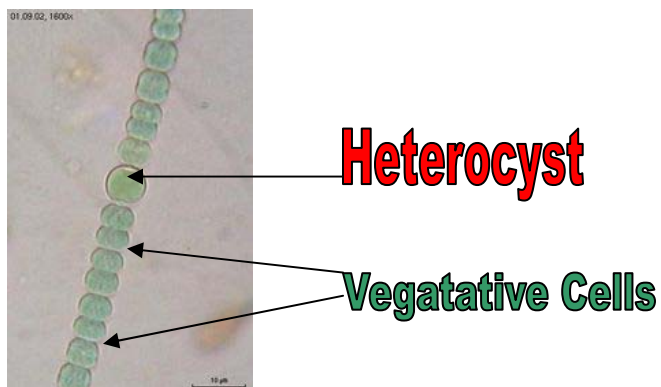 01.09.02, 1600x
Heterocyst
Vegatative Cells
10 µm